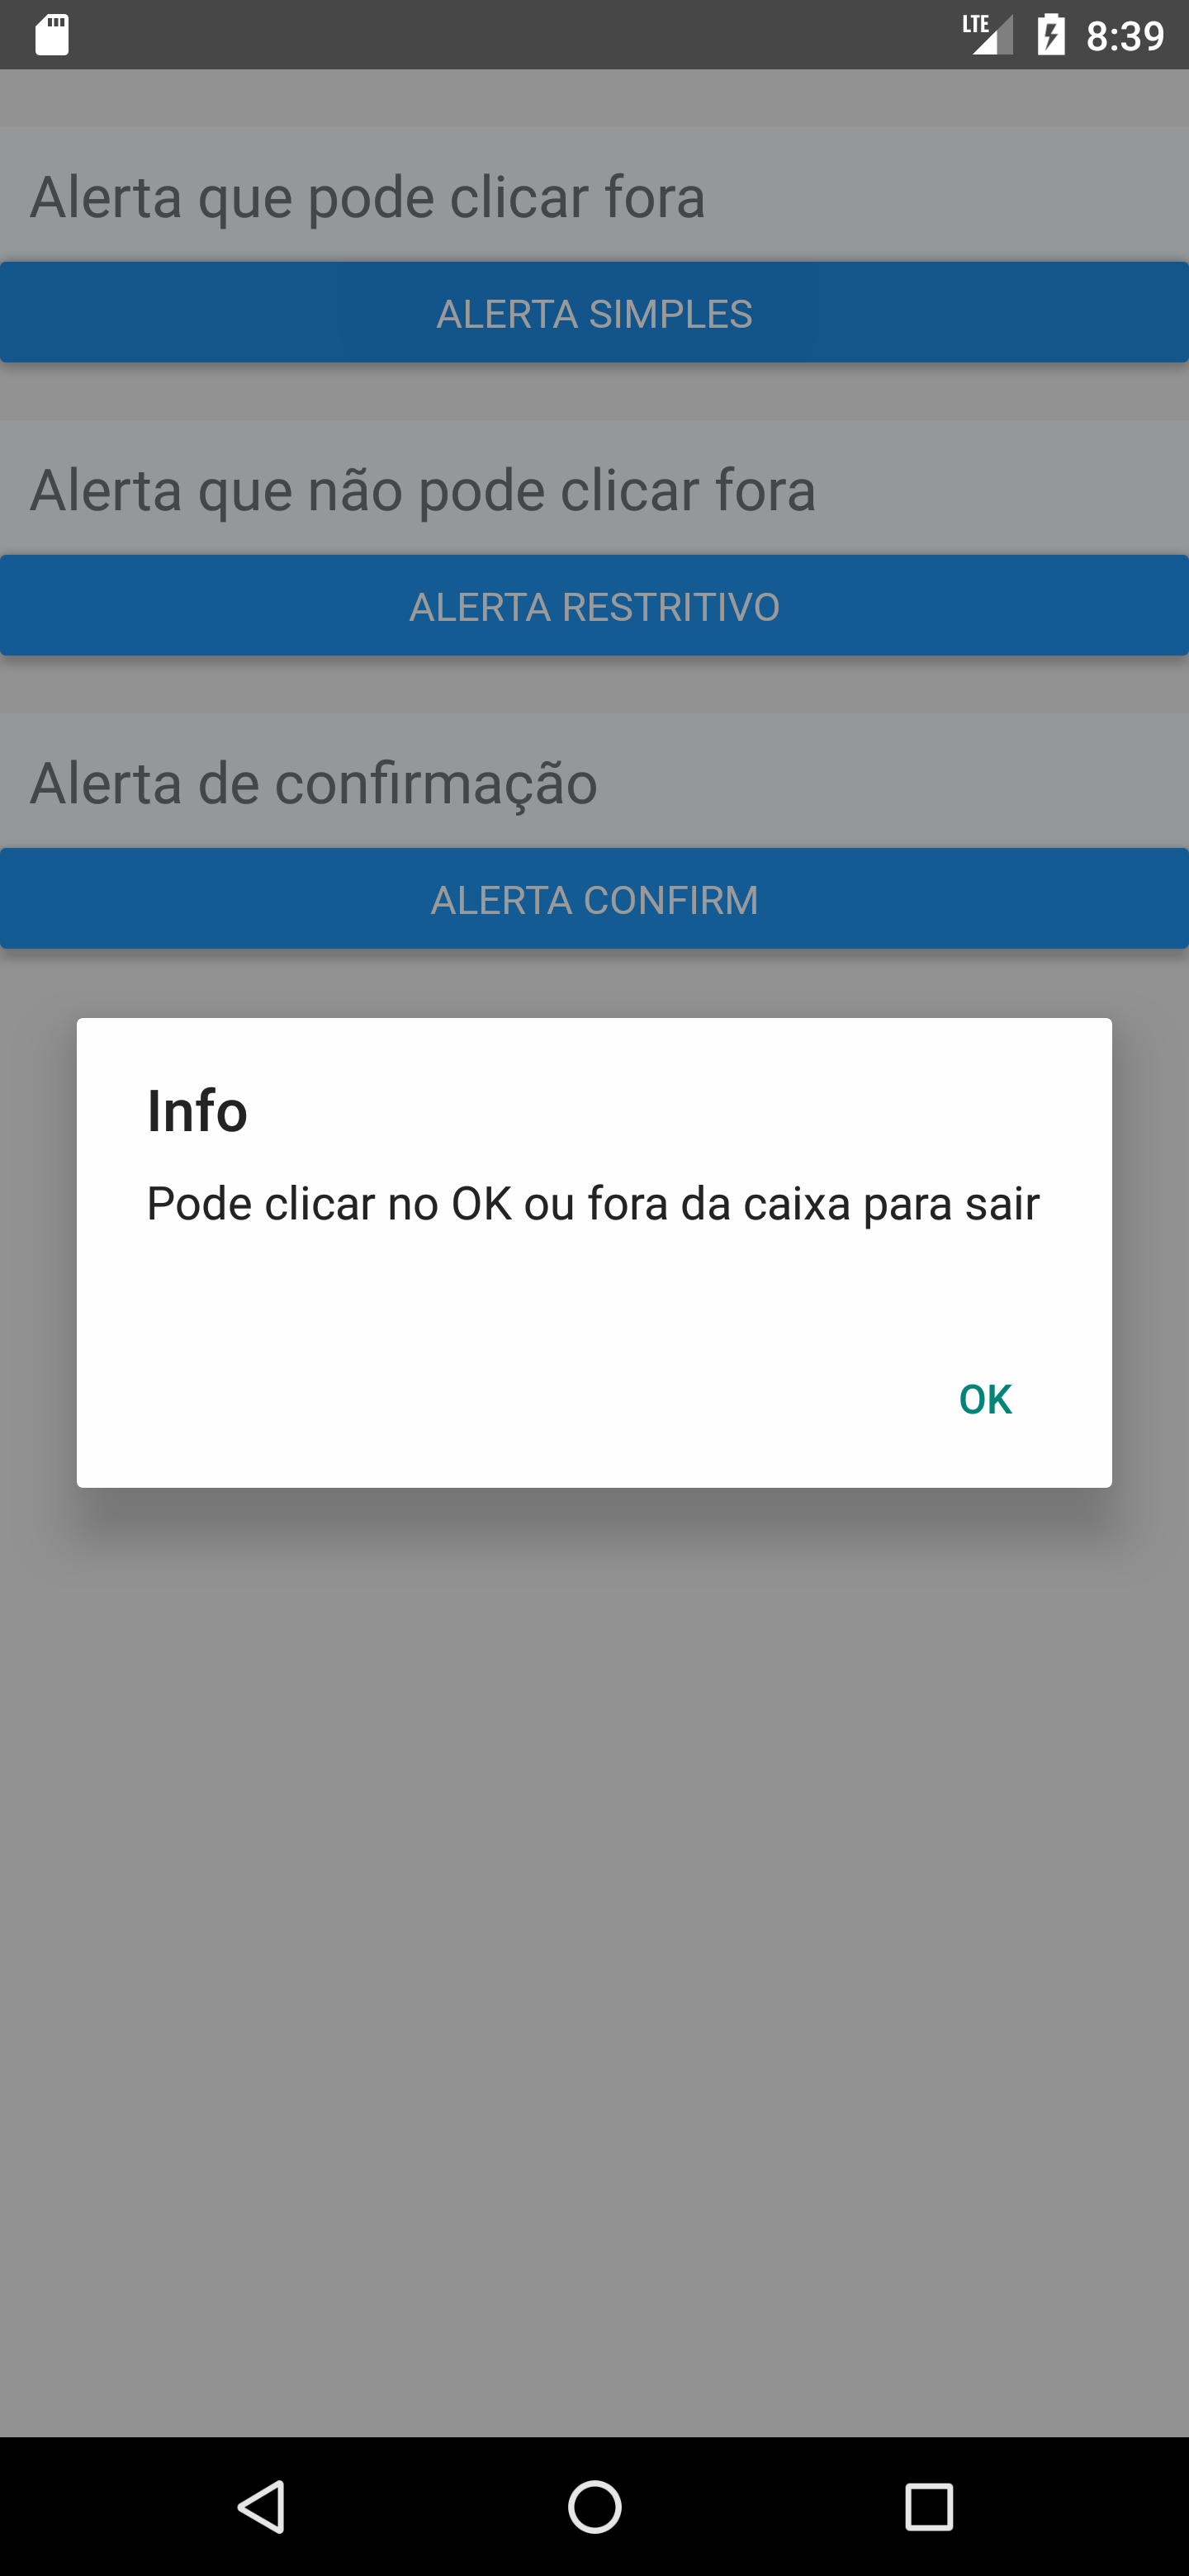 LTE 8:39
Alerta que pode clicar fora
ALERTA SIMPLES
Alerta que não pode clicar fora
ALERTA RESTRITIVO
Alerta de confirmação
ALERTA CONFIRM
Info
Pode clicar no OK ou fora da caixa para sair
OK